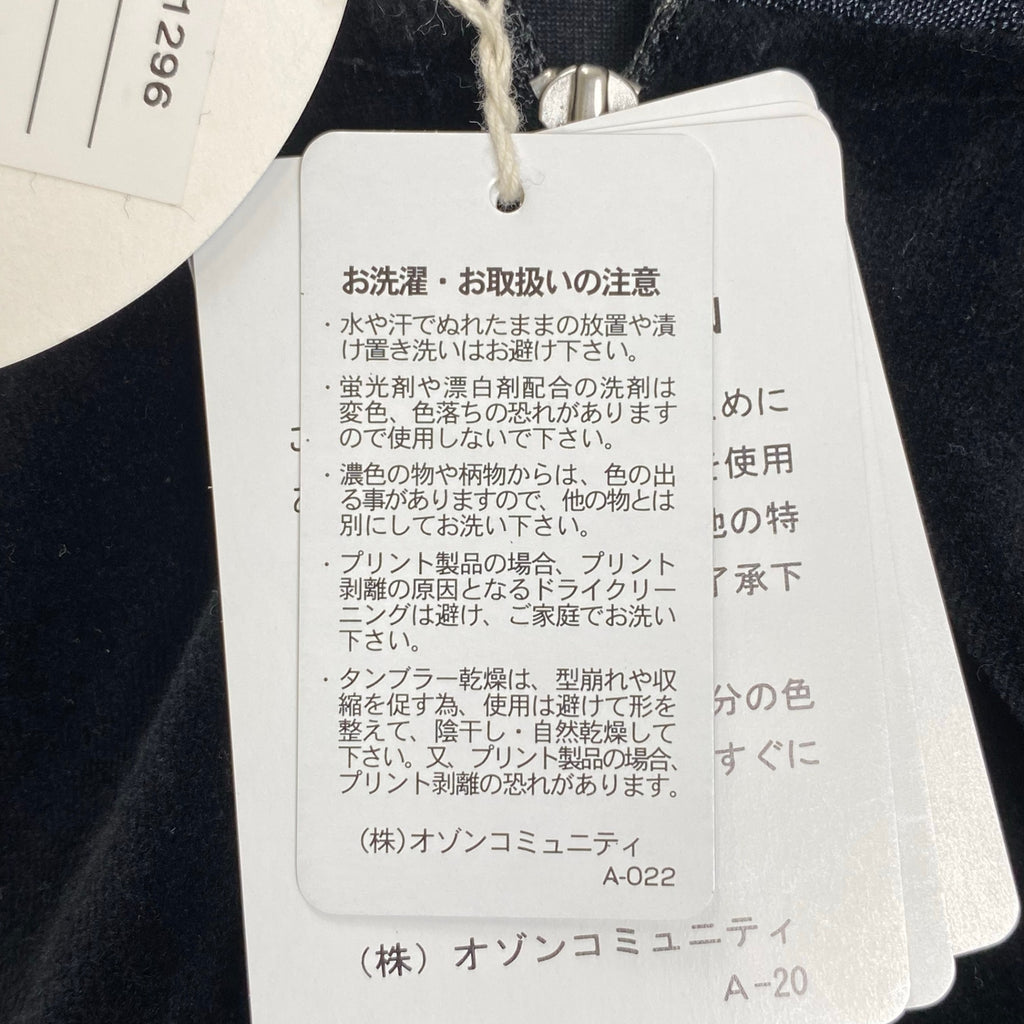 1296
お洗濯・お取扱いの注意
・水や汗でぬれたままの放置や漬
け置き洗いはお避け下さい。
・蛍光剤や漂白剤配合の洗剤は
変色、色落ちの恐れがあります
ので使用しないで下さい。
・濃色の物や柄物からは、色の出
る事がありますので、他の物とは
別にしてお洗い下さい。
・プリント製品の場合、プリント
剥離の原因となるドライクリー
ニングは避け、ご家庭でお洗い
下さい。
・タンブラー乾燥は、型崩れや収
縮を促す為、使用は避けて形を
整えて、陰干し・自然乾燥して
下さい。又、プリント製品の場合、
プリント剥離の恐れがあります。
(株)オゾンコミュニティ
A-022
めに
使用
他の特
了承下
分の色
すぐに
(株)オゾンコミュニティ
A-20